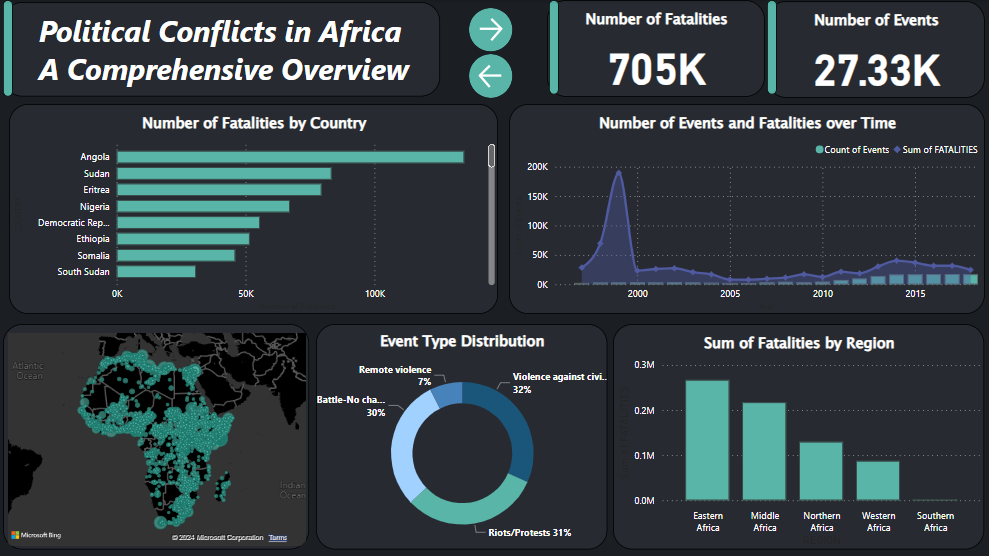 Political Conflicts in Africa
A Comprehensive Overview
Number of Fatalities
705K
Number of Events
27.33K
Number of Fatalities by Country
Angola
Sudan
Eritrea
Nigeria
Democratic Rep...
Ethiopia
Somalia
South Sudan
0K
50K
100K
Number of Events and Fatalities over Time
Count of Events
Sum of FATALITIES
200K
150K
100K
50K
0K
2000
2005
2010
2015
Atlantic
Ocean
Indian
Ocean
Microsoft Bing
© 2024 Microsoft Corporation
Terms
Event Type Distribution
Remote violence
7%
Violence against civi..
32%
Battle-No cha...
30%
Riots/Protests 31%
Sum of Fatalities by Region
0.3M
0.2M
0.1M
0.0M
Eastern
Africa
Middle
Africa
Northern
Africa
Western
Africa
Southern
Africa